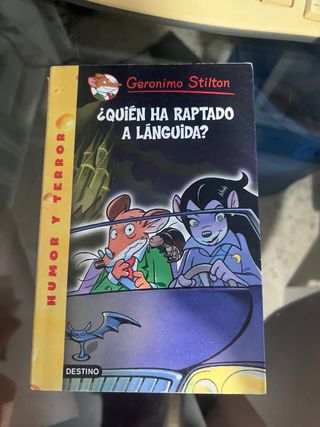 Geronimo Stilton
¿QUIÉN HA RAPTADO
A LÁNGUIDA?
HUMOR Y TERROR
DESTINO